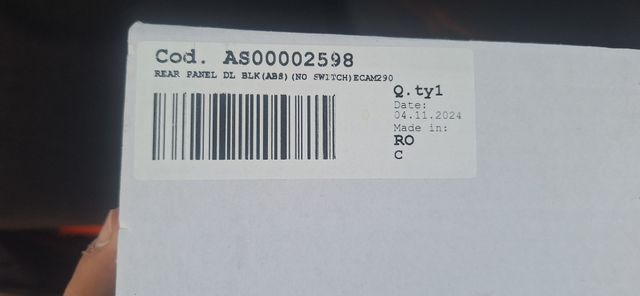 Cod. AS00002598
REAR PANEL DL BLK(ABS)(NO SWITCH)ECAM290
Q.ty1
Date:
04.11.2024
Made in:
RO
C